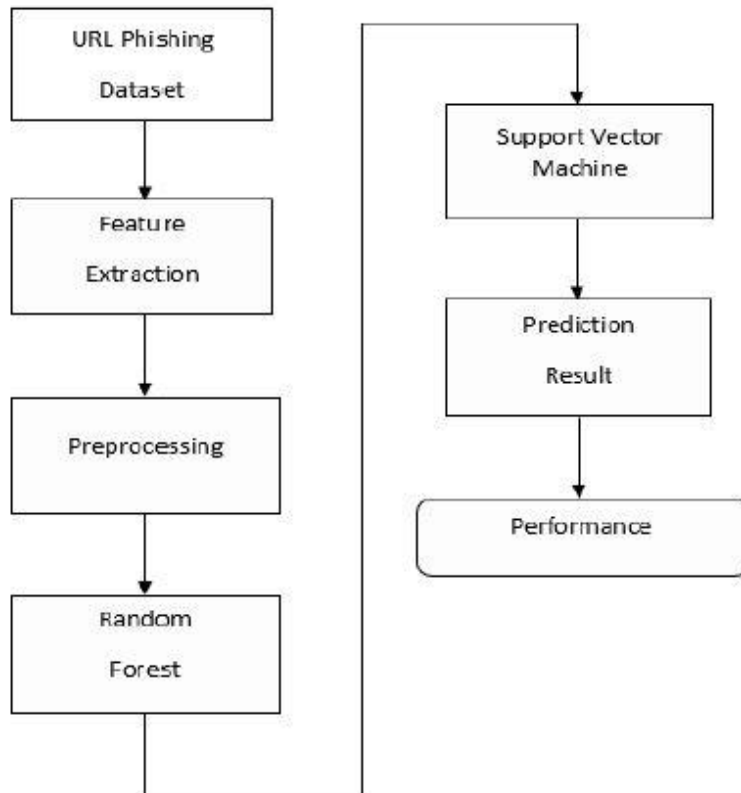 URL Phishing
Dataset
Feature
Extraction
Preprocessing
Random
Forest
Support Vector
Machine
Prediction
Result
Performance